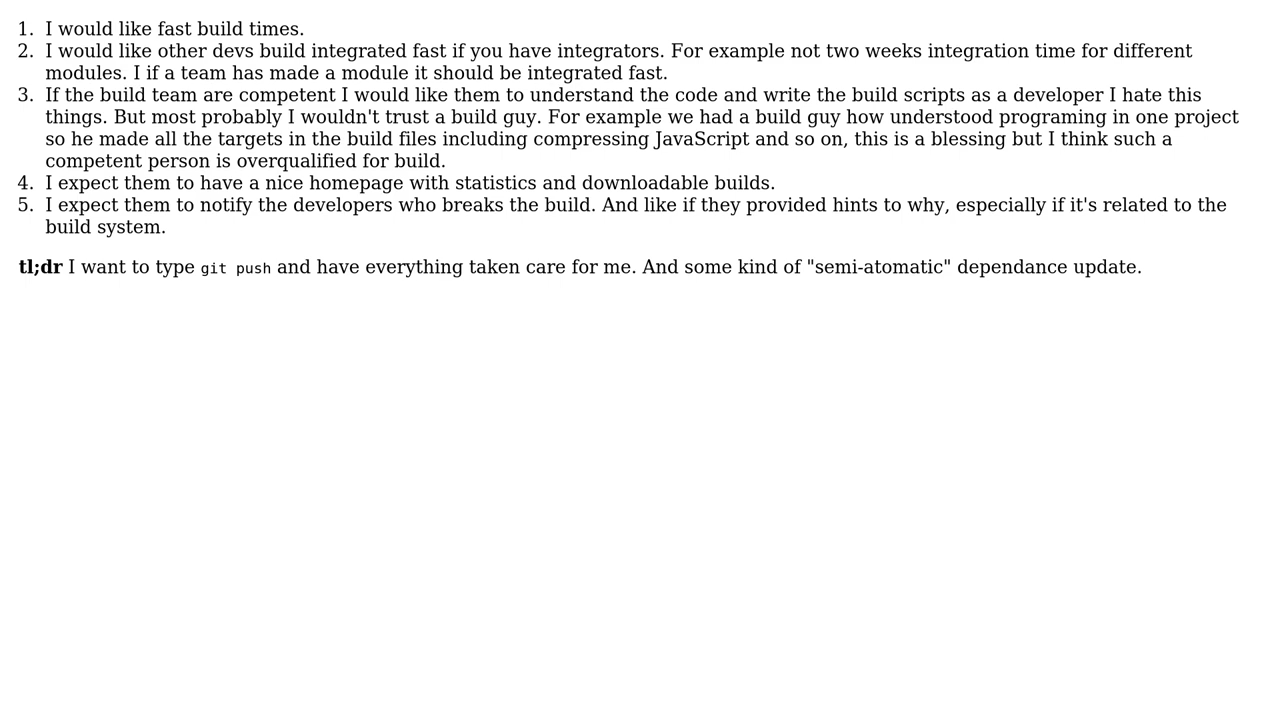 1. I would like fast build times.
2. I would like other devs build integrated fast if you have integrators. For example not two weeks integration time for different
modules. I if a team has made a module it should be integrated fast.
3. If the build team are competent I would like them to understand the code and write the build scripts as a developer I hate this
things. But most probably I wouldn't trust a build guy. For example we had a build guy how understood programing in one project
so he made all the targets in the build files including compressing JavaScript and so on, this is a blessing but I think such a
competent person is overqualified for build.
4. I expect them to have a nice homepage with statistics and downloadable builds.
5. I expect them to notify the developers who breaks the build. And like if they provided hints to why, especially if it's related to the
build system.
tl;dr I want to type git push and have everything taken care for me. And some kind of "semi-atomatic" dependance update.